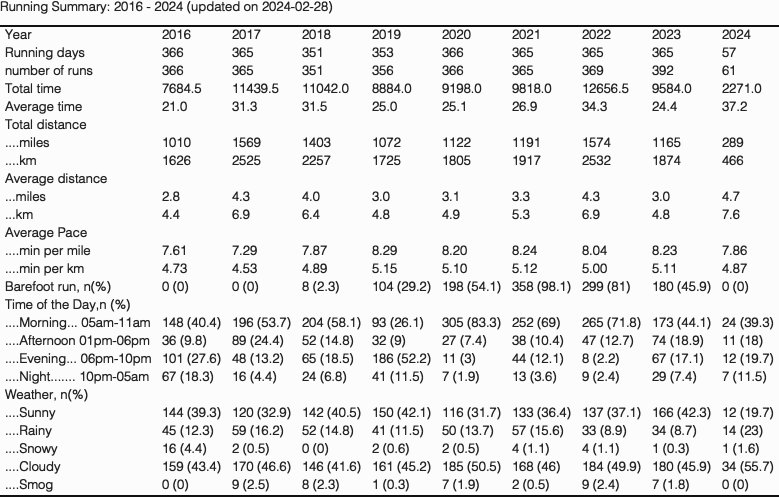 Running Summary: 2016 - 2024 (updated on 2024-02-28)
Year 2016 2017 2018 2019 2020 2021 2022 2023 2024
Running days 366 365 351 353 366 365 365 365 57
number of runs 366 365 351 356 366 365 369 392 61
Total time 7684.5 11439.5 11042.0 8884.0 9198.0 9818.0 12656.5 9584.0 2271.0
Average time 21.0 31.3 31.5 25.0 25.1 26.9 34.3 24.4 37.2
Total distance
....miles 1010 1569 1403 1072 1122 1191 1574 1165 289
....km 1626 2525 2257 1725 1805 1917 2532 1874 466
Average distance
...miles 2.8 4.3 4.0 3.0 3.1 3.3 4.3 3.0 4.7
...km 4.4 6.9 6.4 4.8 4.9 5.3 6.9 4.8 7.6
Average Pace
....min per mile 7.61 7.29 7.87 8.29 8.20 8.24 8.04 8.23 7.86
....min per km 4.73 4.53 4.89 5.15 5.10 5.12 5.00 5.11 4.87
Barefoot run, n(%) 0 (0) 0 (0) 8 (2.3) 104 (29.2) 198 (54.1) 358 (98.1) 299 (81) 180 (45.9) 0 (0)
Time of the Day,n (%)
....Morning... 05am-11am 148 (40.4) 196 (53.7) 204 (58.1) 93 (26.1) 305 (83.3) 252 (69) 265 (71.8) 173 (44.1) 24 (39.3)
....Afternoon 01pm-06pm 36 (9.8) 89 (24.4) 52 (14.8) 32 (9) 27 (7.4) 38 (10.4) 47 (12.7) 74 (18.9) 11 (18)
....Evening... 06pm-10pm 101 (27.6) 48 (13.2) 65 (18.5) 186 (52.2) 11 (3) 44 (12.1) 8 (2.2) 67 (17.1) 12 (19.7)
....Night....... 10pm-05am 67 (18.3) 16 (4.4) 24 (6.8) 41 (11.5) 7 (1.9) 13 (3.6) 9 (2.4) 29 (7.4) 7 (11.5)
Weather, n(%)
....Sunny 144 (39.3) 120 (32.9) 142 (40.5) 150 (42.1) 116 (31.7) 133 (36.4) 137 (37.1) 166 (42.3) 12 (19.7)
....Rainy 45 (12.3) 59 (16.2) 52 (14.8) 41 (11.5) 50 (13.7) 57 (15.6) 33 (8.9) 34 (8.7) 14 (23)
....Snowy 16 (4.4) 2 (0.5) 0 (0) 2 (0.6) 2 (0.5) 4 (1.1) 4 (1.1) 1 (0.3) 1 (1.6)
....Cloudy 159 (43.4) 170 (46.6) 146 (41.6) 161 (45.2) 185 (50.5) 168 (46) 184 (49.9) 180 (45.9) 34 (55.7)
....Smog 0 (0) 9 (2.5) 8 (2.3) 1 (0.3) 7 (1.9) 2 (0.5) 9 (2.4) 7 (1.8) 0 (0)